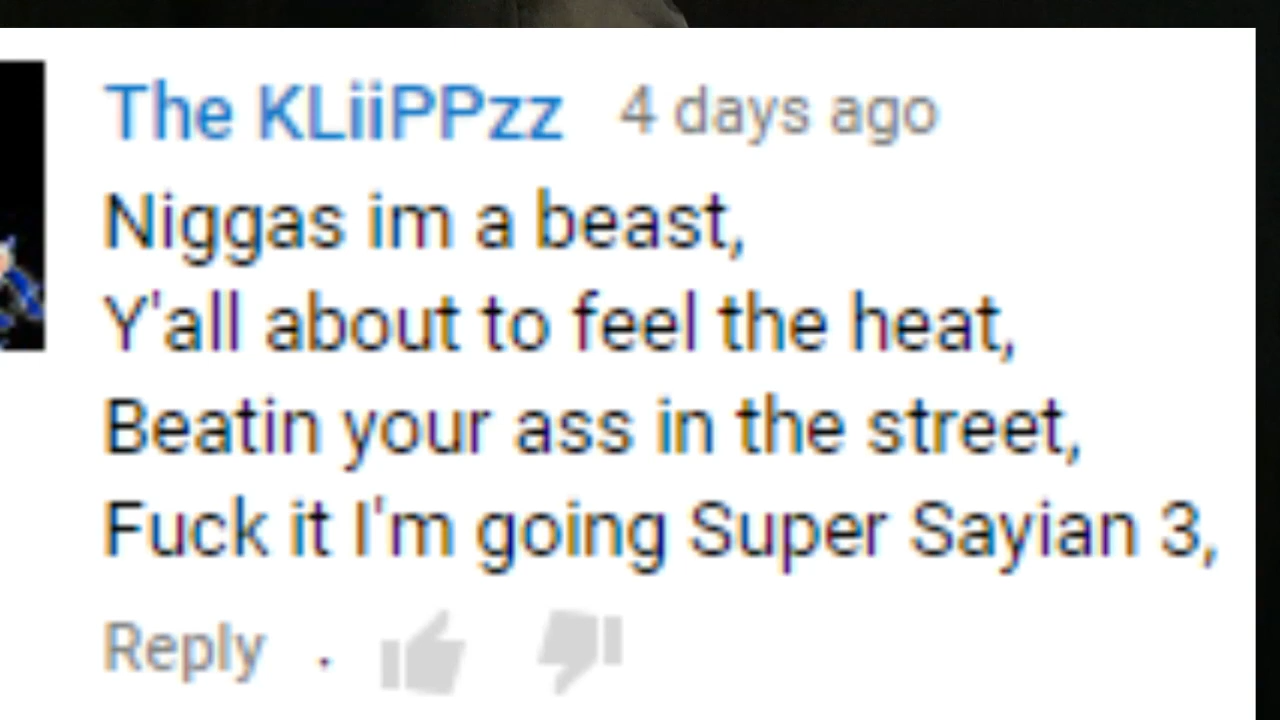 The KLiiPPzz 4 days ago
Niggas im a beast,
Y'all about to feel the heat,
Beatin your ass in the street,
Fuck it I'm going Super Sayian 3,
Reply .